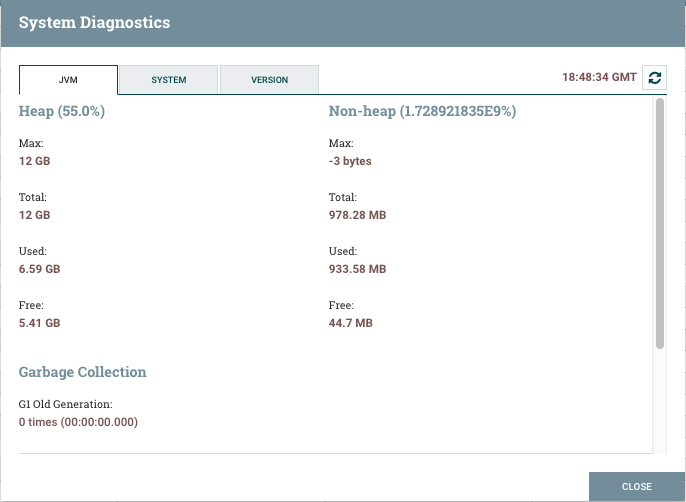 System Diagnostics
JVM
SYSTEM
VERSION
18:48:34 GMT
Heap (55.0%)
Max:
12 GB
Total:
12 GB
Used:
6.59 GB
Free:
5.41 GB
Non-heap (1.728921835E9%)
Max:
-3 bytes
Total:
978.28 MB
Used:
933.58 MB
Free:
44.7 MB
Garbage Collection
G1 Old Generation:
0 times (00:00:00.000)
CLOSE